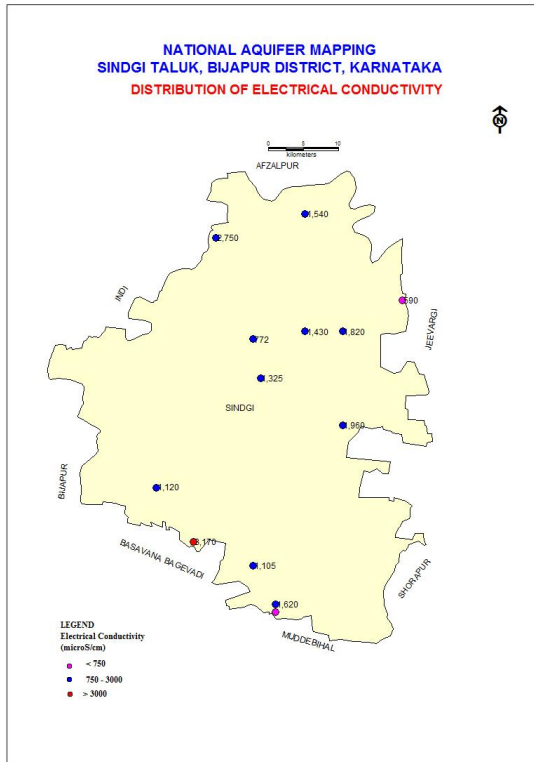 NATIONAL AQUIFER MAPPING
SINDGI TALUK, BIJAPUR DISTRICT, KARNATAKA
DISTRIBUTION OF ELECTRICAL CONDUCTIVITY
N
0 5 10
kilometers
AFZALPUR
1,540
2,750
INDI
590
JEEVARGI
1,430
1,820
772
1,325
SINDGI
1,960
BIJAPUR
1,120
3,170
BASAVANA BAGEVADI
1,105
SHORAPUR
1,620
MUDDEBIHAL
LEGEND
Electrical Conductivity
(microS/cm)
< 750
750 - 3000
> 3000